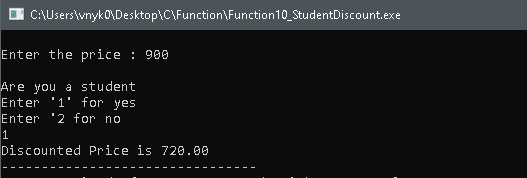 C:\Users\vnyk0\Desktop\C\Function\Function10_StudentDiscount.exe
Enter the price : 900
Are you a student
Enter '1' for yes
Enter '2 for no
1
Discounted Price is 720.00
--------------------------------